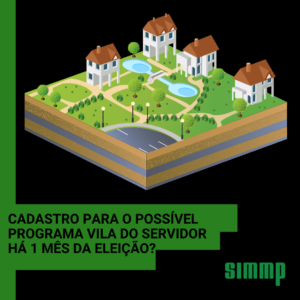 CADASTRO PARA O POSSÍVEL
PROGRAMA VILA DO SERVIDOR
HÁ 1 MÊS DA ELEIÇÃO?
SIMMP